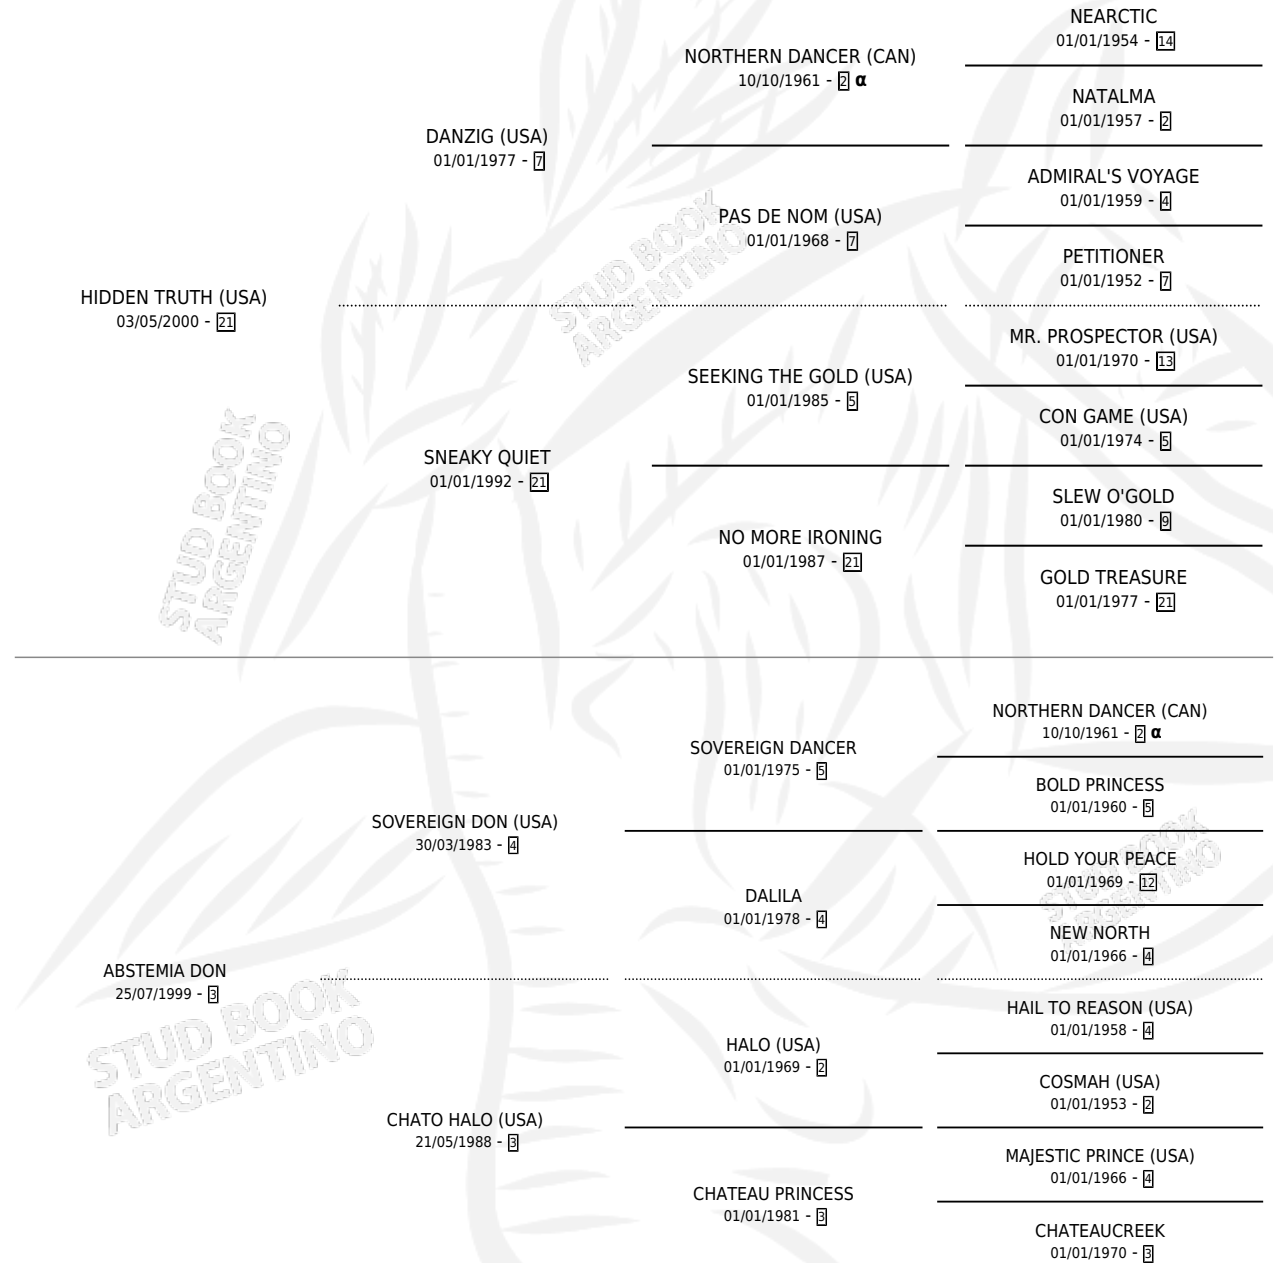 NEARCTIC
01/01/1954 - 14
NORTHERN DANCER (CAN)
10/10/1961 - 2 α
NATALMA
01/01/1957 - 2
DANZIG (USA)
01/01/1977 - 7
ADMIRAL'S VOYAGE
01/01/1959 - 4
PAS DE NOM (USA)
01/01/1968 - 7
PETITIONER
01/01/1952 - 7
HIDDEN TRUTH (USA)
03/05/2000 - 21
MR. PROSPECTOR (USA)
01/01/1970 - 13
SEEKING THE GOLD (USA)
01/01/1985 - 5
CON GAME (USA)
01/01/1974 - 5
SNEAKY QUIET
01/01/1992 - 21
SLEW O'GOLD
01/01/1980 - 9
NO MORE IRONING
01/01/1987 - 21
GOLD TREASURE
01/01/1977 - 21
STUD BOOK
ARGENTINO
STUD BOOK
ARGENTINO
NORTHERN DANCER (CAN)
10/10/1961 - 2 α
SOVEREIGN DANCER
01/01/1975 - 5
BOLD PRINCESS
01/01/1960 - 5
SOVEREIGN DON (USA)
30/03/1983 - 4
HOLD YOUR PEACE
01/01/1969 - 12
DALILA
01/01/1978 - 4
NEW NORTH
01/01/1966 - 4
ABSTEMIA DON
25/07/1999 - 3
HAIL TO REASON (USA)
01/01/1958 - 4
HALO (USA)
01/01/1969 - 2
COSMAH (USA)
01/01/1953 - 2
CHATO HALO (USA)
21/05/1988 - 3
MAJESTIC PRINCE (USA)
01/01/1966 - 4
CHATEAU PRINCESS
01/01/1981 - 3
CHATEAUCREEK
01/01/1970 - 3
STUD BOOK
ARGENTINO
STUD BOOK
ARGENTINO